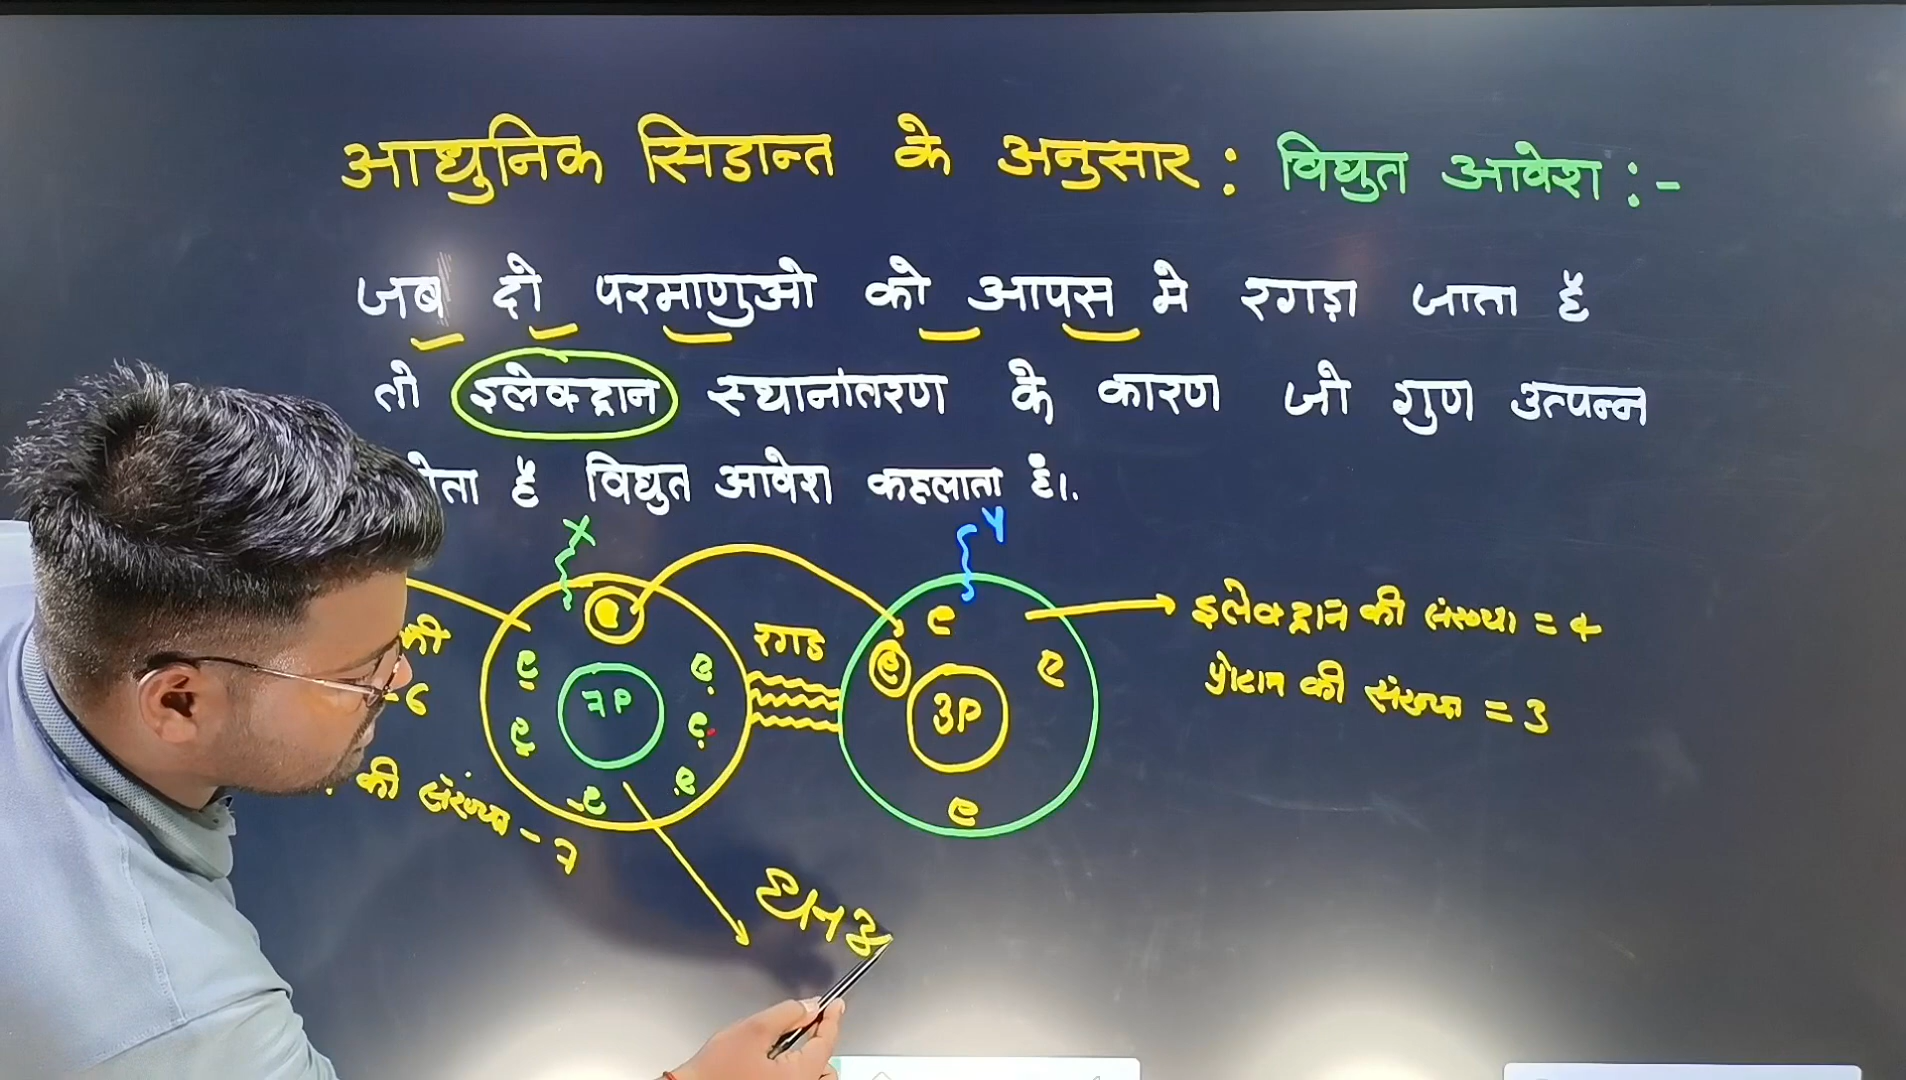 आधुनिक सिडान्त के अनुसार : विद्युत आवेश :-
जब दो परमाणुओ को आपस मे रगड़ा जाता है
तो इलेक्ट्रान स्थानांतरण के कारण जो गुण उत्पन्न
ोता है विद्युत आवेश कहलाता है।.
x
y
e
7P
e
e
e
e
e
e
रगड
e
e
e
e
3P
इलेक्ट्रान की संख्या = 4
प्रोटान की संख्या = 3
की
-6
की संख्या - 7
धन अ